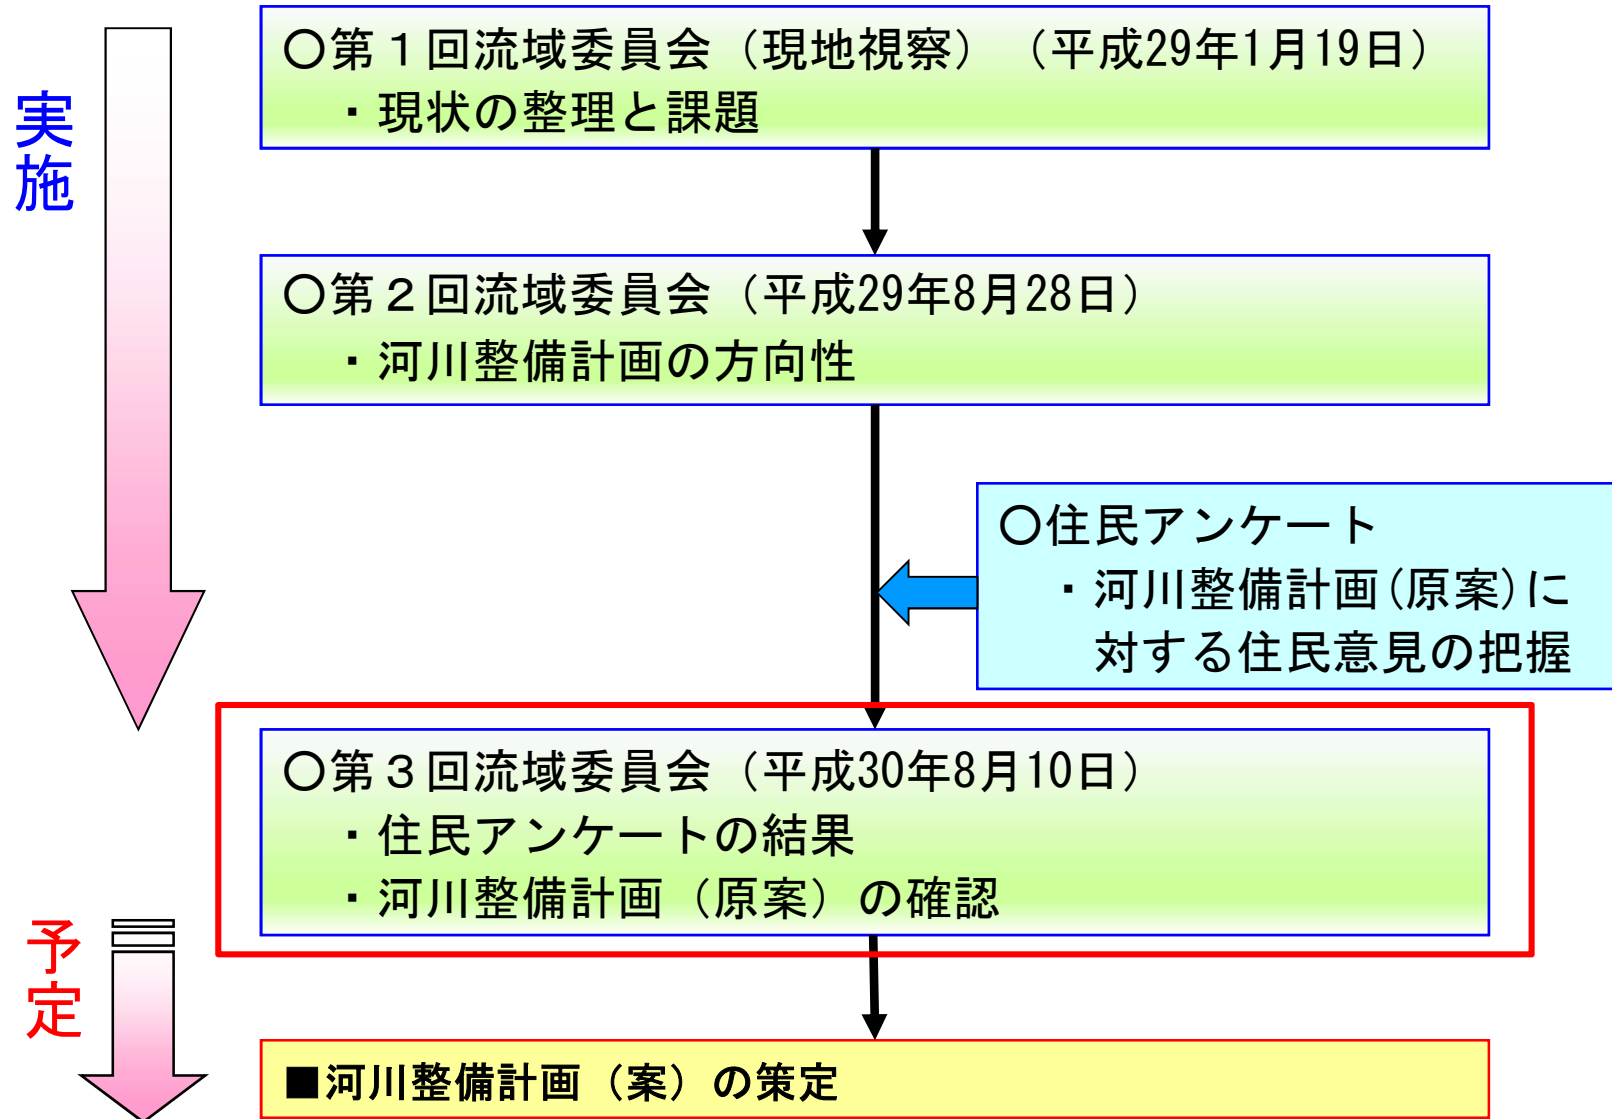 実施
○第１回流域委員会（現地視察）（平成29年1月19日）
・現状の整理と課題
○第２回流域委員会（平成29年8月28日）
・河川整備計画の方向性
○住民アンケート
・河川整備計画(原案)に
対する住民意見の把握
○第３回流域委員会（平成30年8月10日）
・住民アンケートの結果
・河川整備計画（原案）の確認
予定
■河川整備計画（案）の策定